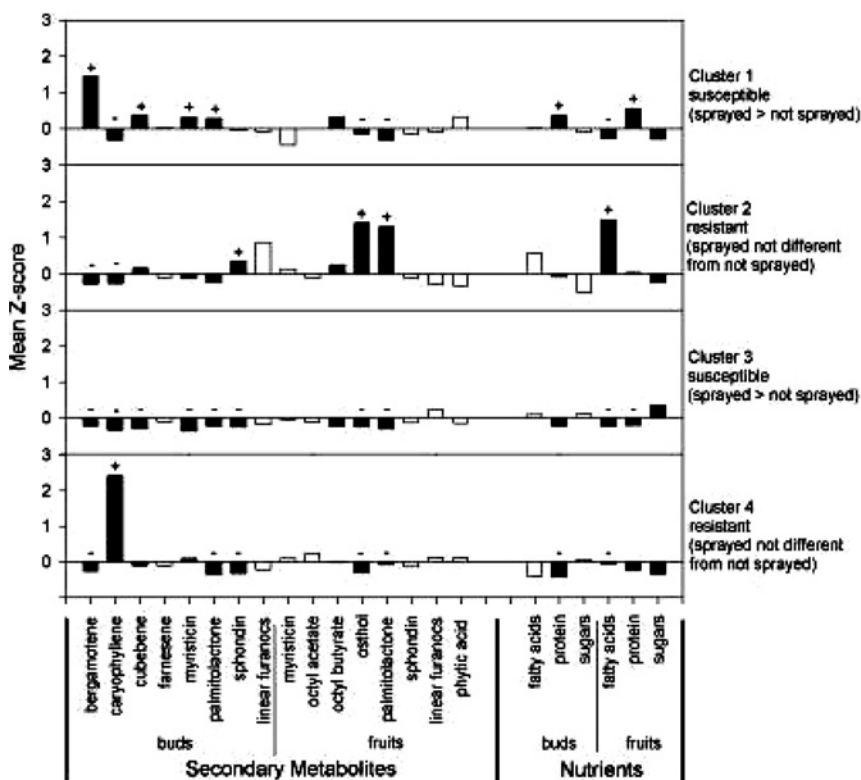 3
2
1
0
+ - + + + - - + - +
Cluster 1
susceptible
(sprayed > not sprayed)
3
2
1
0
- - + + + +
Cluster 2
resistant
(sprayed not different
from not sprayed)
3
2
1
0
- - - - - - - - - - -
Cluster 3
susceptible
(sprayed > not sprayed)
3
2
1
0
- + - - - - - - -
Cluster 4
resistant
(sprayed not different
from not sprayed)
Mean Z-score
bergamotene
caryophyllene
cubebene
farnesene
myristicin
palmitolactone
sphondin
linear furanocs
myristicin
octyl acetate
octyl butyrate
osthol
palmitolactone
sphondin
linear furanocs
phytic acid
fatty acids
protein
sugars
fatty acids
protein
sugars
buds fruits buds fruits
Secondary Metabolites Nutrients